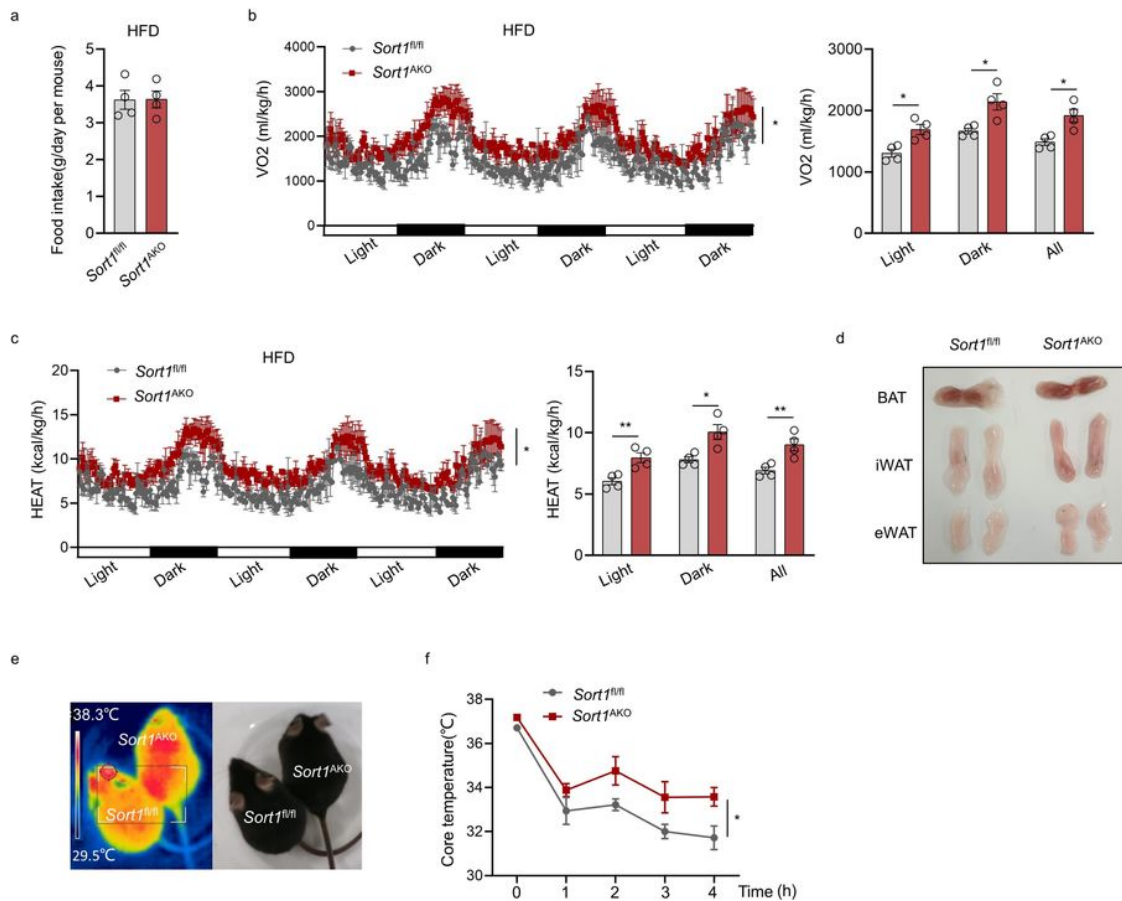 a
HFD
Food intake(g/day per mouse)
5
4
3
2
1
0
Sort1fl/fl
Sort1AKO
b
HFD
Sort1fl/fl
Sort1AKO
VO2 (ml/kg/h)
4000
3000
2000
1000
0
*
Light Dark Light Dark Light Dark
VO2 (ml/kg/h)
3000
2000
1000
0
* * *
Light Dark All
c
HFD
Sort1fl/fl
Sort1AKO
HEAT (kcal/kg/h)
20
15
10
5
0
*
Light Dark Light Dark Light Dark
HEAT (kcal/kg/h)
15
10
5
0
** * **
Light Dark All
d
Sort1fl/fl Sort1AKO
BAT
iWAT
eWAT
e
38.3℃
Sort1AKO
Sort1fl/fl
29.5℃
Sort1AKO
Sort1fl/fl
f
Sort1fl/fl
Sort1AKO
Core temperature(℃)
38
36
34
32
30
*
0 1 2 3 4 Time (h)